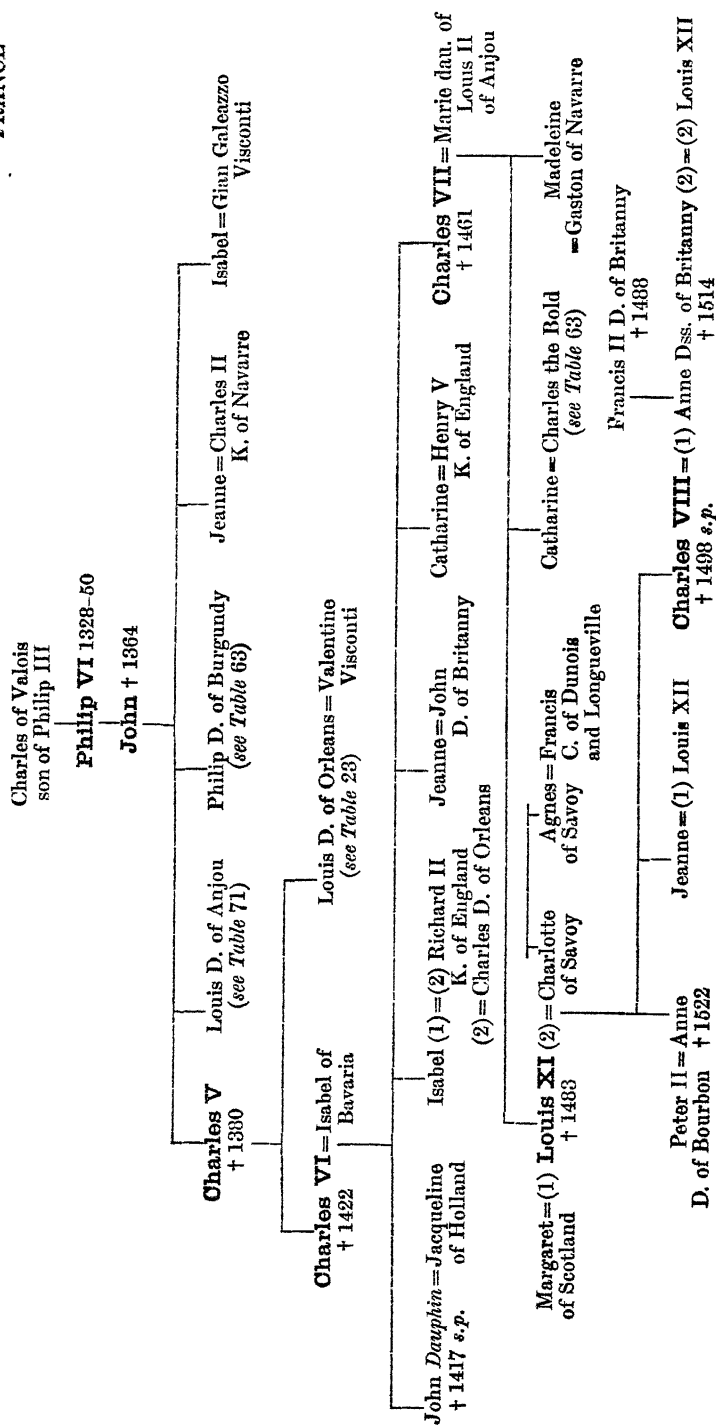 FRANCE
Charles of Valois
son of Philip III
Philip VI 1328-50
John † 1364
Charles V
† 1380
Louis D. of Anjou
(see Table 71)
Philip D. of Burgundy
(see Table 63)
Jeanne=Charles II
K. of Navarre
Isabel=Gian Galeazzo
Visconti
Charles VI=Isabel of
† 1422 Bavaria
Louis D. of Orleans=Valentine
(see Table 23) Visconti
John Dauphin=Jacqueline
† 1417 s.p. of Holland
Isabel (1)=(2) Richard II
K. of England
(2)=Charles D. of Orleans
Jeanne=John
D. of Britanny
Catharine=Henry V
K. of England
Charles VII=Marie dau. of
† 1461 Louis II
of Anjou
Margaret=(1) Louis XI (2)=Charlotte
of Scotland † 1483 of Savoy
Agnes=Francis
of Savoy C. of Dunois
and Longueville
Catharine=Charles the Bold
(see Table 63)
Madeleine
=Gaston of Navarre
Francis II D. of Britanny
† 1488
Peter II=Anne
D. of Bourbon † 1522
Jeanne=(1) Louis XII
Charles VIII=(1) Anne Dss. of Britanny (2)=(2) Louis XII
† 1498 s.p. † 1514